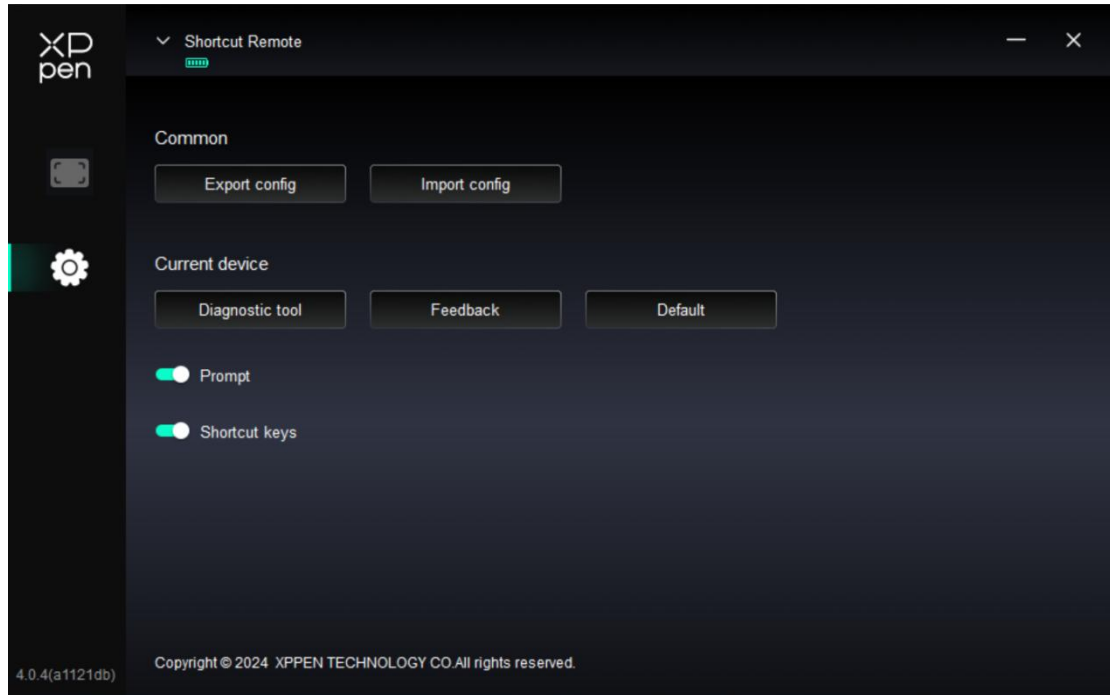 XP
pen
Shortcut Remote
Common
Export config
Import config
Current device
Diagnostic tool
Feedback
Default
Prompt
Shortcut keys
4.0.4(a1121db)
Copyright © 2024 XPPEN TECHNOLOGY CO.All rights reserved.